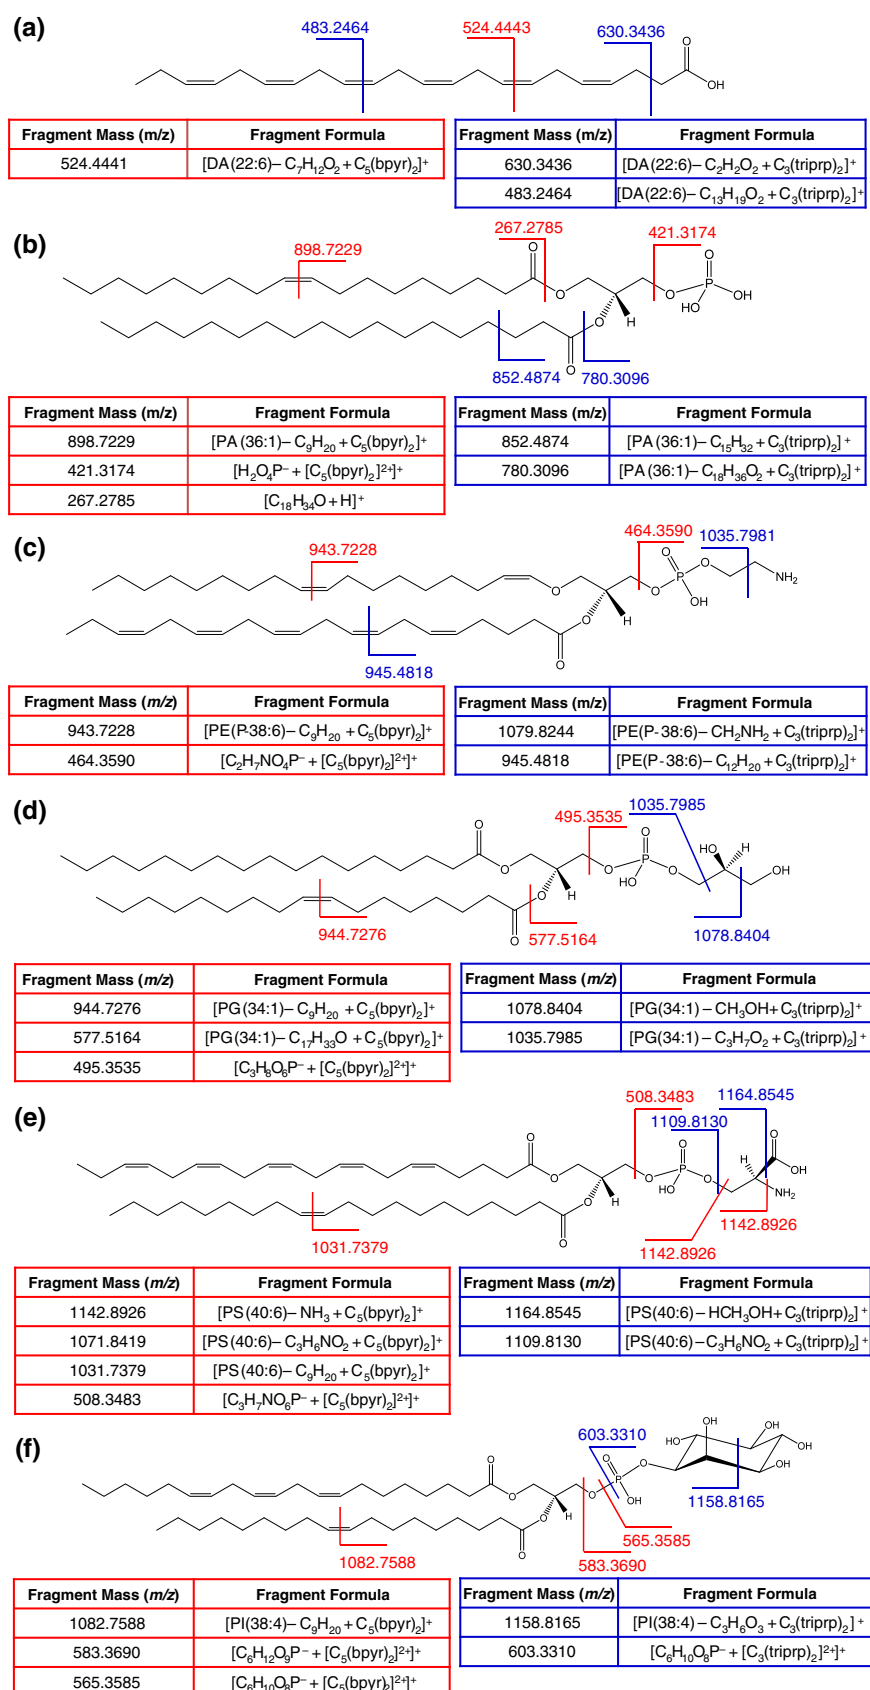 (a)
483.2464
524.4443
630.3436
O
OH
Fragment Mass (m/z) Fragment Formula
524.4441 [DA(22:6)– C₇H₁₂O₂ + C₅(bpyr)₂]⁺
Fragment Mass (m/z) Fragment Formula
630.3436 [DA(22:6)– C₂H₂O₂ + C₃(triprp)₂]⁺
483.2464 [DA(22:6)– C₁₃H₁₉O₂ + C₃(triprp)₂]⁺
(b)
898.7229
267.2785
421.3174
O O
O O P OH
HO
O H
O
852.4874
780.3096
Fragment Mass (m/z) Fragment Formula
898.7229 [PA(36:1)– C₉H₂₀ + C₅(bpyr)₂]⁺
421.3174 [H₂O₄P⁻ + [C₅(bpyr)₂]²⁺]⁺
267.2785 [C₁₈H₃₄O + H]⁺
Fragment Mass (m/z) Fragment Formula
852.4874 [PA(36:1)– C₁₅H₃₂ + C₃(triprp)₂]⁺
780.3096 [PA(36:1)– C₁₈H₃₆O₂ + C₃(triprp)₂]⁺
(c)
943.7228
464.3590
1035.7981
O
O O P O NH₂
OH
O H
O
945.4818
Fragment Mass (m/z) Fragment Formula
943.7228 [PE(P-38:6)– C₉H₂₀ + C₅(bpyr)₂]⁺
464.3590 [C₂H₇NO₄P⁻ + [C₅(bpyr)₂]²⁺]⁺
Fragment Mass (m/z) Fragment Formula
1079.8244 [PE(P-38:6)– CH₂NH₂ + C₃(triprp)₂]⁺
945.4818 [PE(P-38:6)– C₁₂H₂₀ + C₃(triprp)₂]⁺
(d)
495.3535
1035.7985
O O HO H
O O P O OH
HO
O H
O
944.7276
577.5164
1078.8404
Fragment Mass (m/z) Fragment Formula
944.7276 [PG(34:1)– C₉H₂₀ + C₅(bpyr)₂]⁺
577.5164 [PG(34:1)– C₁₇H₃₃O + C₅(bpyr)₂]⁺
495.3535 [C₃H₈O₆P⁻ + [C₅(bpyr)₂]²⁺]⁺
Fragment Mass (m/z) Fragment Formula
1078.8404 [PG(34:1)– CH₃OH+ C₃(triprp)₂]⁺
1035.7985 [PG(34:1)– C₃H₇O₂ + C₃(triprp)₂]⁺
(e)
508.3483
1164.8545
1109.8130
O O H O
O O P O OH
HO NH₂
O H
O
1031.7379
1142.8926
1142.8926
Fragment Mass (m/z) Fragment Formula
1142.8926 [PS(40:6)– NH₃ + C₅(bpyr)₂]⁺
1071.8419 [PS(40:6)– C₃H₆NO₂ + C₅(bpyr)₂]⁺
1031.7379 [PS(40:6)– C₉H₂₀ + C₅(bpyr)₂]⁺
508.3483 [C₃H₇NO₆P⁻ + [C₅(bpyr)₂]²⁺]⁺
Fragment Mass (m/z) Fragment Formula
1164.8545 [PS(40:6)– HCH₃OH+ C₃(triprp)₂]⁺
1109.8130 [PS(40:6)– C₃H₆NO₂ + C₃(triprp)₂]⁺
(f)
603.3310
OH OH
HO OH
O O O OH
O O P OH
O H
O
1158.8165
565.3585
1082.7588
583.3690
Fragment Mass (m/z) Fragment Formula
1082.7588 [PI(38:4)– C₉H₂₀ + C₅(bpyr)₂]⁺
583.3690 [C₆H₁₂O₉P⁻ + [C₅(bpyr)₂]²⁺]⁺
565.3585 [C₆H₁₀O₈P⁻ + [C₅(bpyr)₂]²⁺]⁺
Fragment Mass (m/z) Fragment Formula
1158.8165 [PI(38:4)– C₃H₆O₃ + C₃(triprp)₂]⁺
603.3310 [C₆H₁₀O₈P⁻ + [C₃(triprp)₂]²⁺]⁺